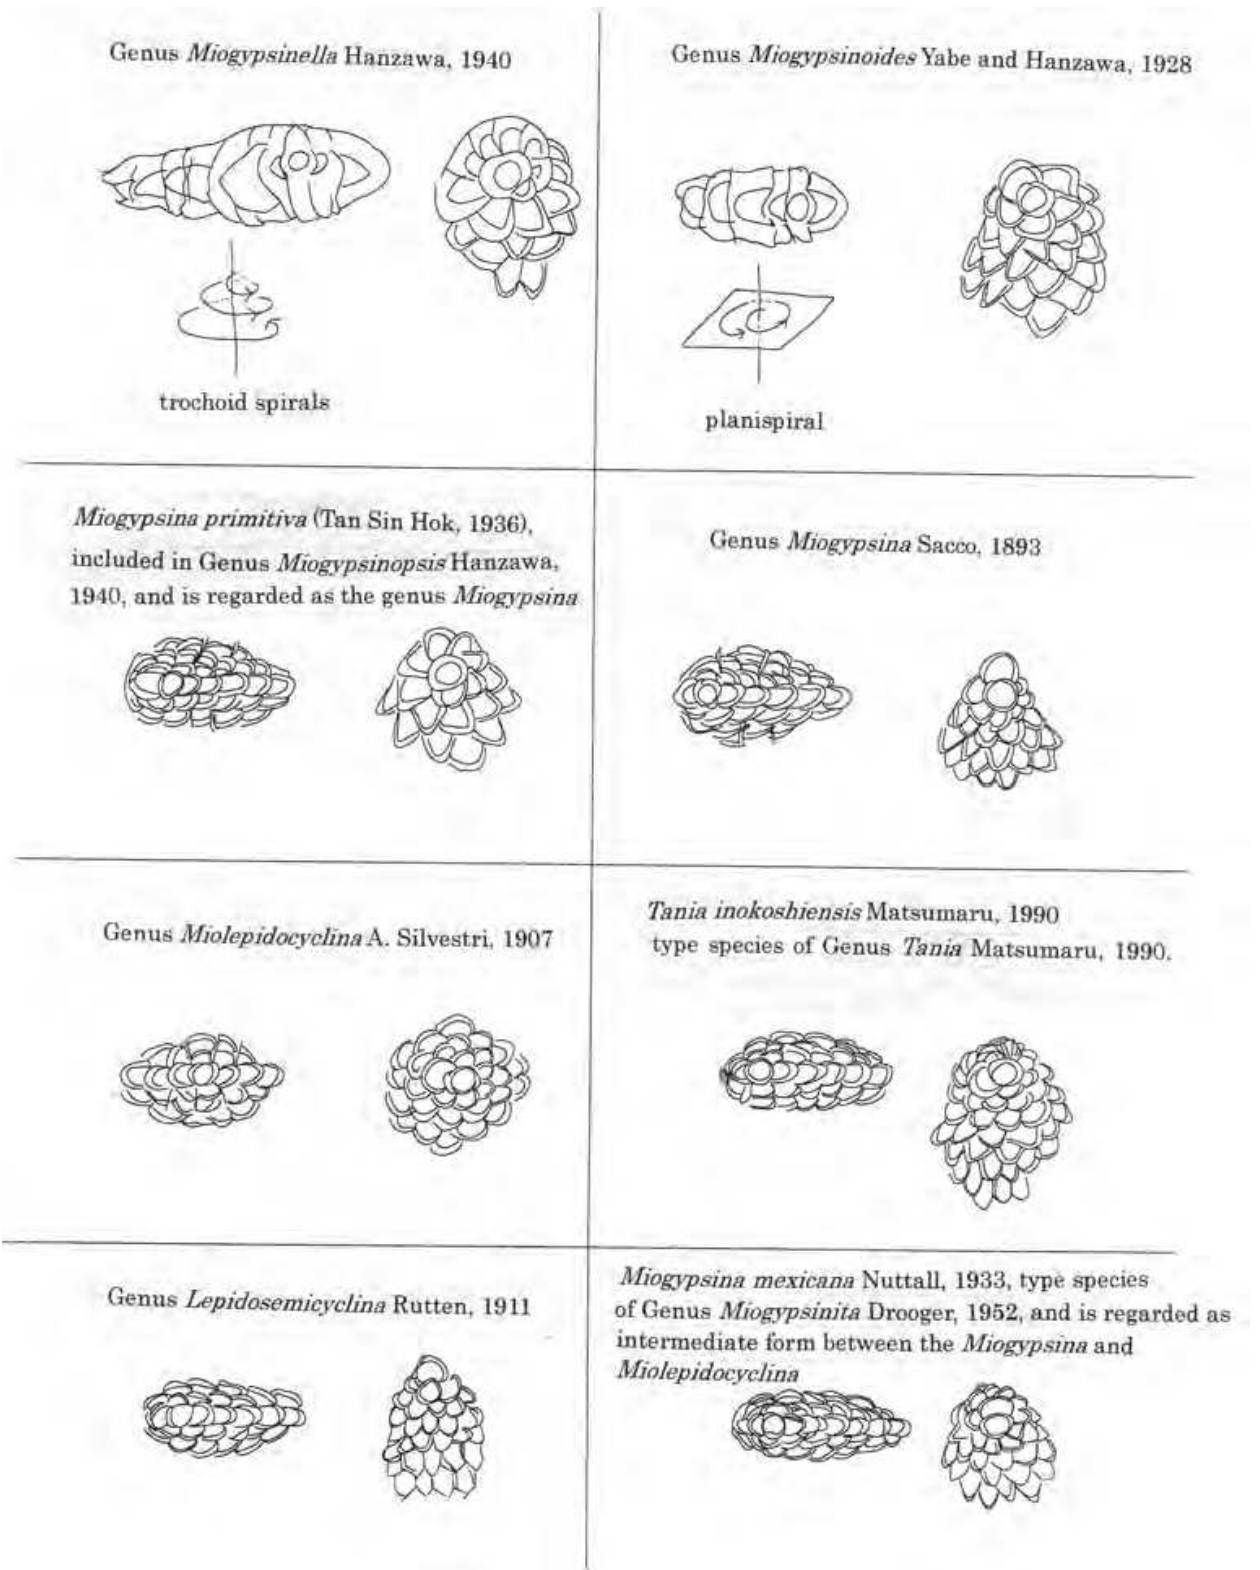 Genus Miogypsinella Hanzawa, 1940
Genus Miogypsinoides Yabe and Hanzawa, 1928
trochoid spirals
planispiral
Miogypsina primitiva (Tan Sin Hok, 1936),
included in Genus Miogypsinopsis Hanzawa,
1940, and is regarded as the genus Miogypsina
Genus Miogypsina Sacco, 1893
Genus Miolepidocyclina A. Silvestri, 1907
Tania inokoshiensis Matsumaru, 1990
type species of Genus Tania Matsumaru, 1990.
Genus Lepidosemicyclina Rutten, 1911
Miogypsina mexicana Nuttall, 1933, type species
of Genus Miogypsinita Drooger, 1952, and is regarded as
intermediate form between the Miogypsina and
Miolepidocyclina